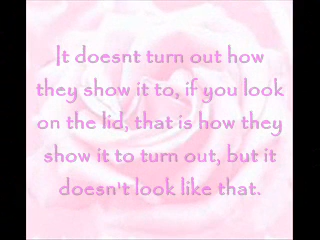 It doesnt turn out how
they show it to, if you look
on the lid, that is how they
show it to turn out, but it
doesn't look like that.